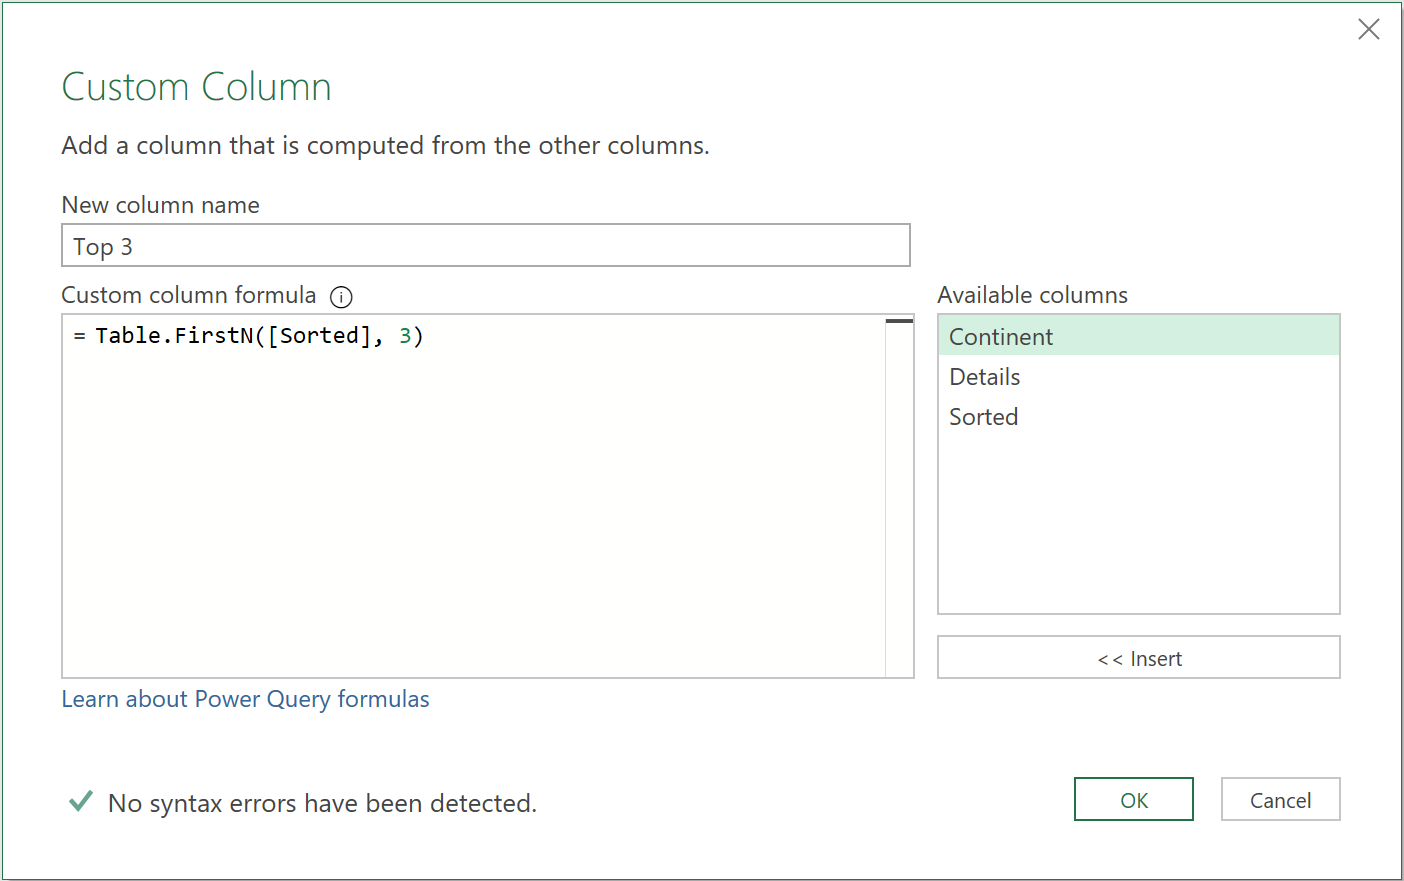 Custom Column
Add a column that is computed from the other columns.
New column name
Top 3
Custom column formula
= Table.FirstN([Sorted], 3)
Available columns
Continent
Details
Sorted
<< Insert
Learn about Power Query formulas
No syntax errors have been detected.
OK
Cancel